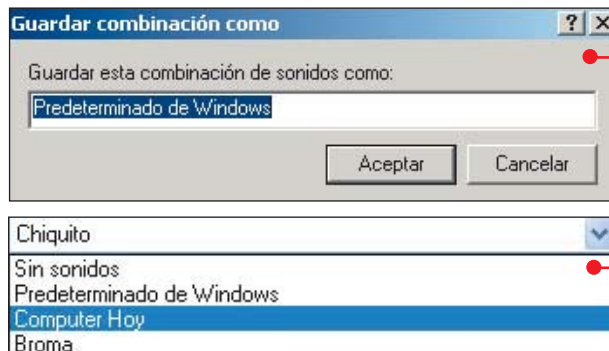 Guardar combinación como
Guardar esta combinación de sonidos como:
Predeterminado de Windows
Aceptar Cancelar
Chiquito
Sin sonidos
Predeterminado de Windows
Computer Hoy
Broma